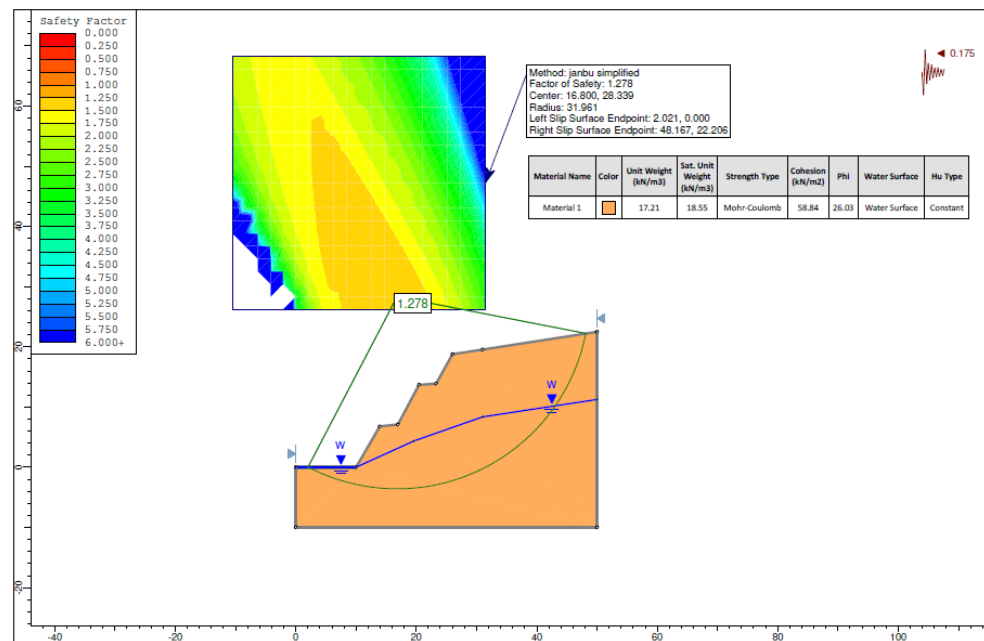 Safety Factor
0.000
0.250
0.500
0.750
1.000
1.250
1.500
1.750
2.000
2.250
2.500
2.750
3.000
3.250
3.500
3.750
4.000
4.250
4.500
4.750
5.000
5.250
5.500
5.750
6.000+
Method: janbu simplified
Factor of Safety: 1.278
Center: 16.800, 28.339
Radius: 31.961
Left Slip Surface Endpoint: 2.021, 0.000
Right Slip Surface Endpoint: 48.167, 22.206
0.175
Material Name Color Unit Weight (kN/m3) Sat. Unit Weight (kN/m3) Strength Type Cohesion (kN/m2) Phi Water Surface Hu Type
Material 1 17.21 18.55 Mohr-Coulomb 58.84 26.03 Water Surface Constant
1.278
W
W
60
40
20
0
-20
-40 -20 0 20 40 60 80 100